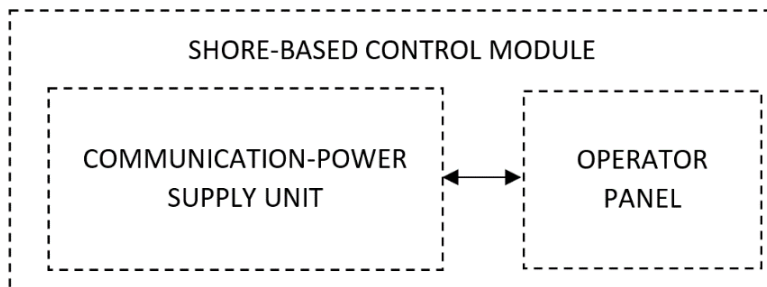 SHORE-BASED CONTROL MODULE
COMMUNICATION-POWER
SUPPLY UNIT
OPERATOR
PANEL